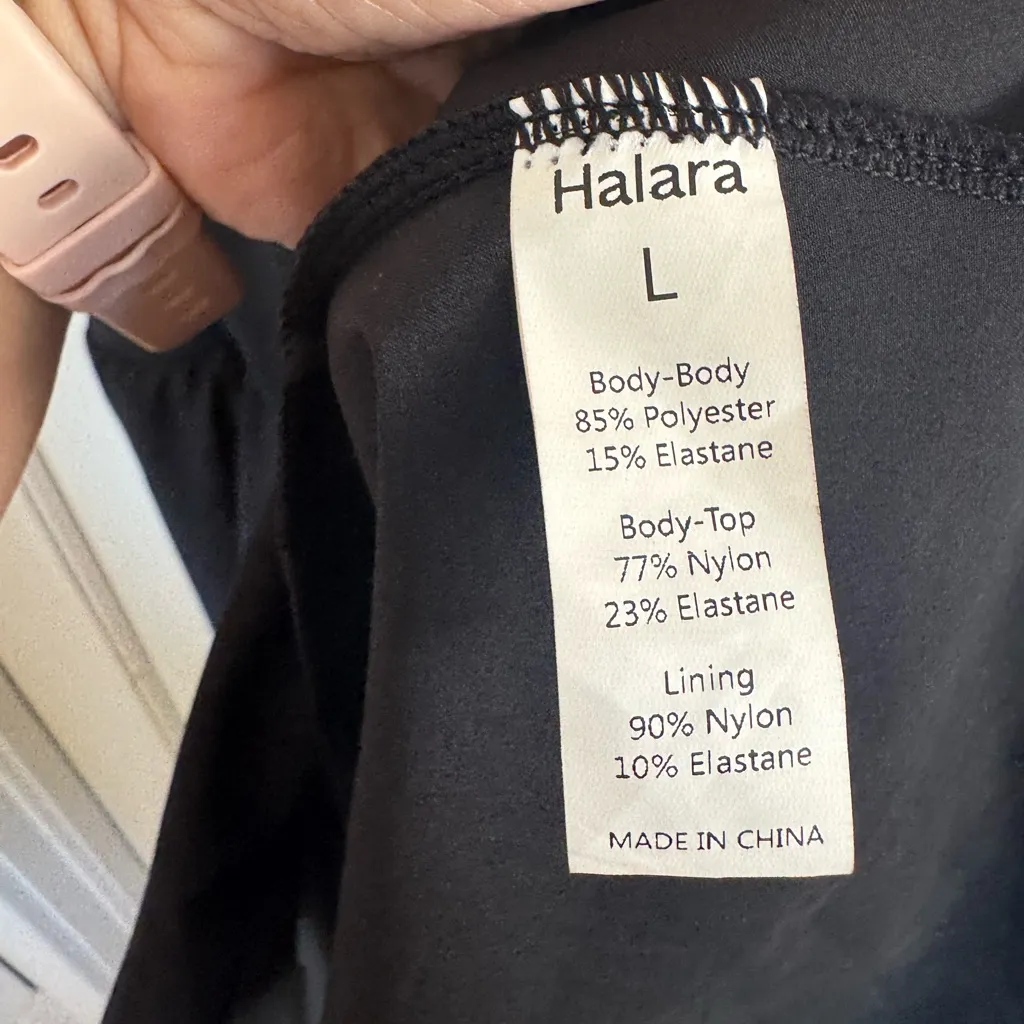 Halara
L
Body-Body
85% Polyester
15% Elastane
Body-Top
77% Nylon
23% Elastane
Lining
90% Nylon
10% Elastane
MADE IN CHINA